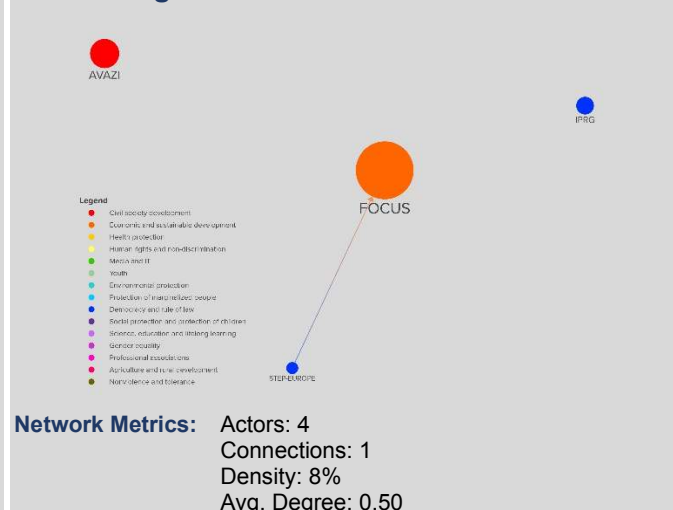 AVAZI
IPRG
FOCUS
Legend
Civil society development
Economic and sustainable development
Health protection
Human rights and non-discrimination
Media and IT
Youth
Environmental protection
Protection of marginalized people
Democracy and rule of law
Social protection and protection of children
Science, education and lifelong learning
Gender equality
Professional associations
Agriculture and rural development
Nonviolence and tolerance
STEP-EUROPE
Network Metrics: Actors: 4
Connections: 1
Density: 8%
Avg. Degree: 0.50